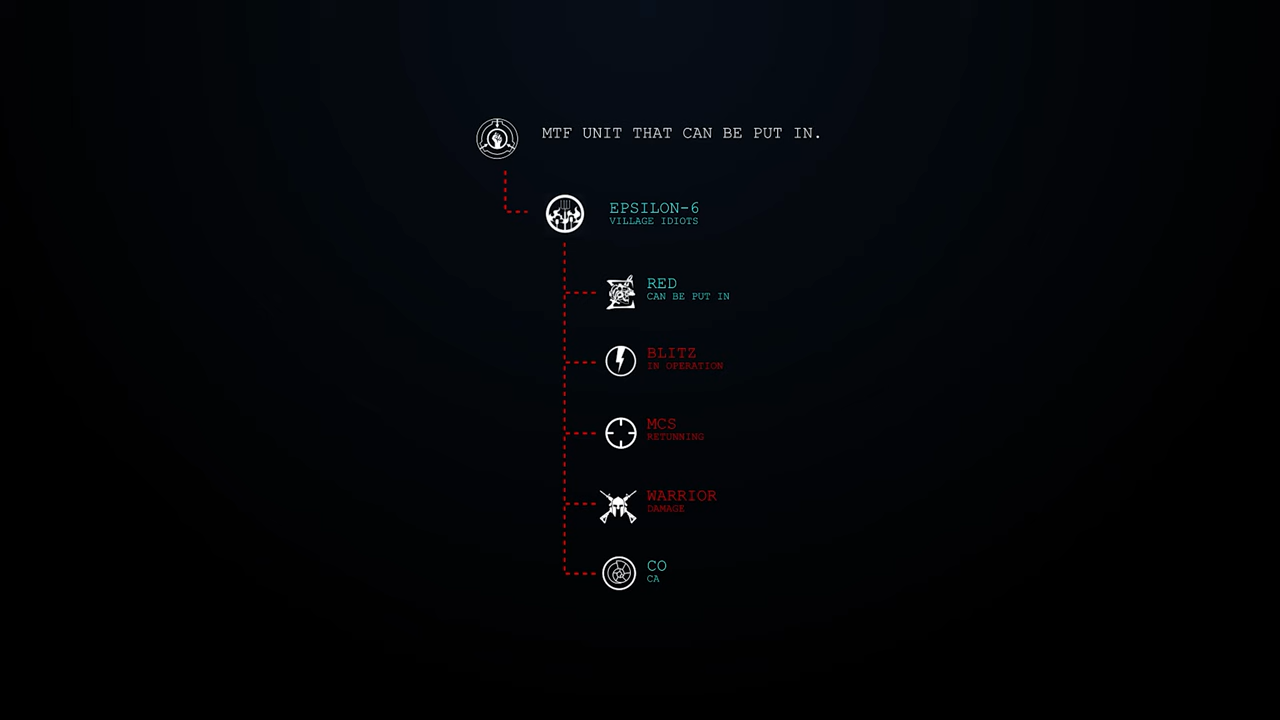 MTF UNIT THAT CAN BE PUT IN.
EPSILON-6
VILLAGE IDIOTS
RED
CAN BE PUT IN
BLITZ
IN OPERATION
MCS
RETUNNING
WARRIOR
DAMAGE
CO
CA